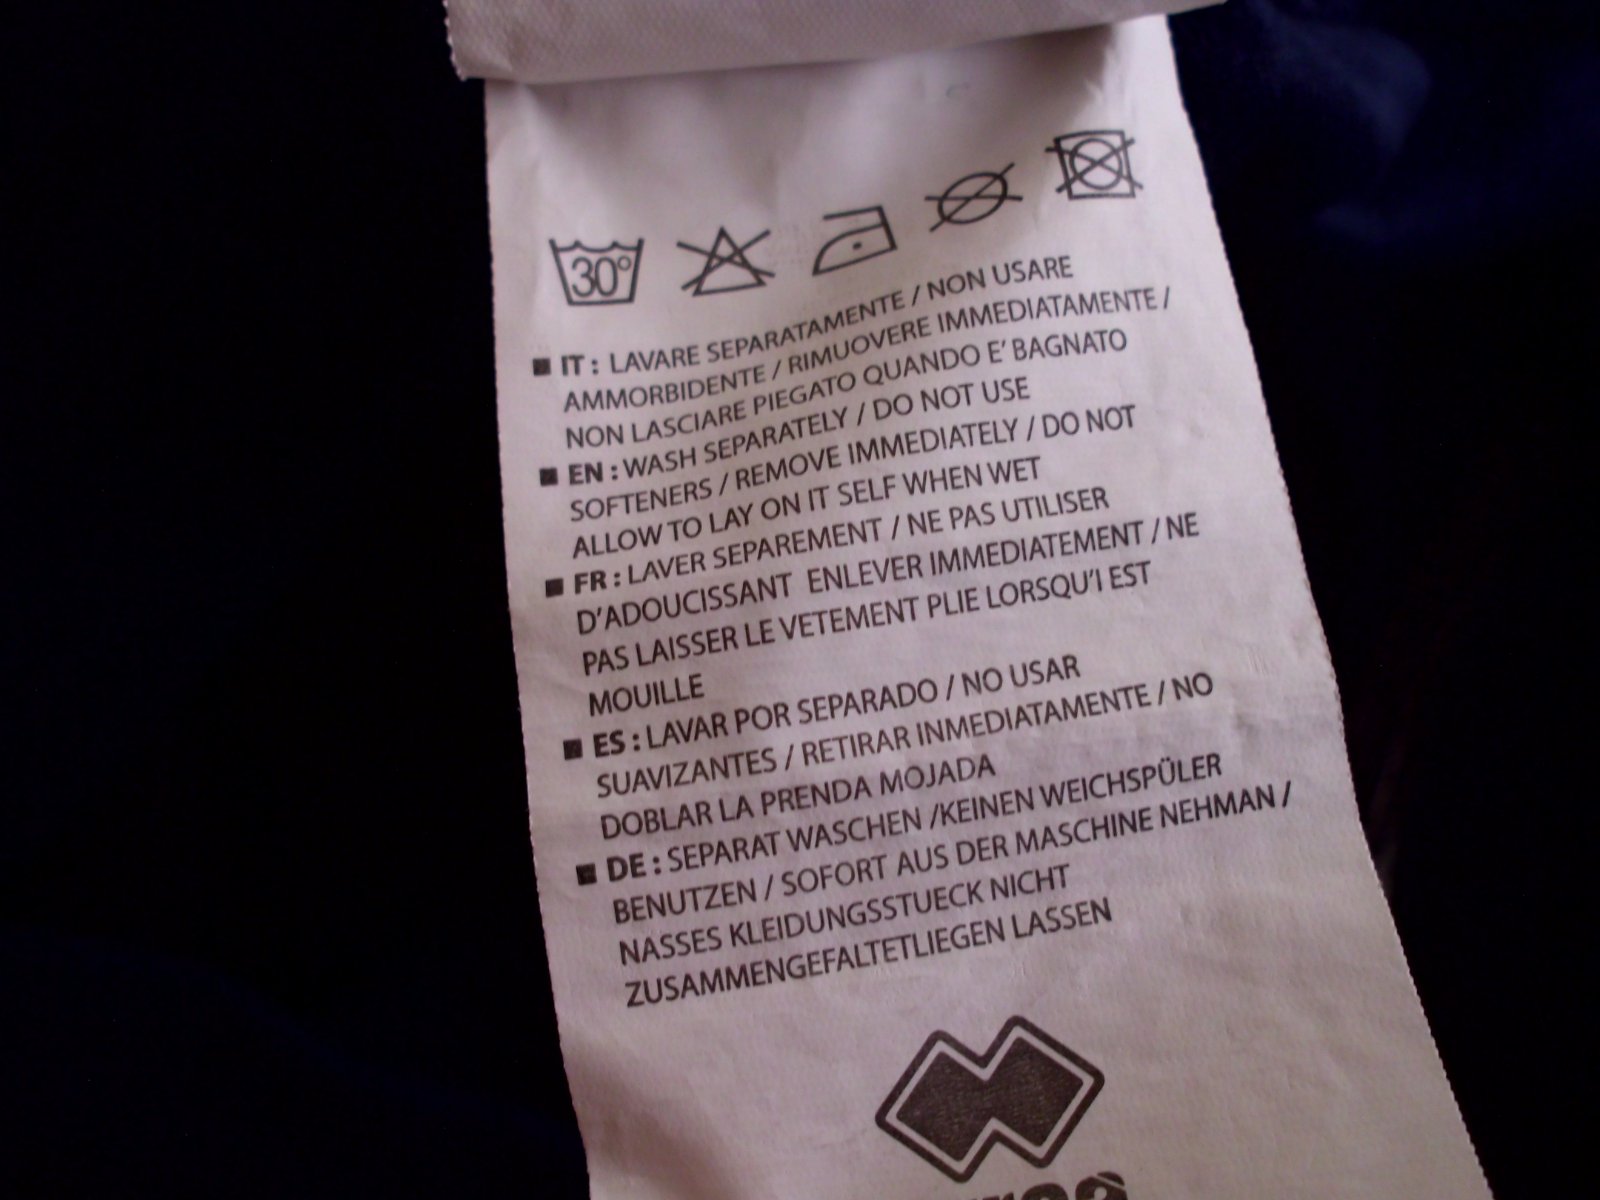 30°
■ IT : LAVARE SEPARATAMENTE / NON USARE
AMMORBIDENTE / RIMUOVERE IMMEDIATAMENTE /
NON LASCIARE PIEGATO QUANDO E' BAGNATO
■ EN : WASH SEPARATELY / DO NOT USE
SOFTENERS / REMOVE IMMEDIATELY / DO NOT
ALLOW TO LAY ON IT SELF WHEN WET
■ FR : LAVER SEPAREMENT / NE PAS UTILISER
D'ADOUCISSANT ENLEVER IMMEDIATEMENT / NE
PAS LAISSER LE VETEMENT PLIE LORSQU'I EST
MOUILLE
■ ES : LAVAR POR SEPARADO / NO USAR
SUAVIZANTES / RETIRAR INMEDIATAMENTE / NO
DOBLAR LA PRENDA MOJADA
■ DE : SEPARAT WASCHEN /KEINEN WEICHSPÜLER
BENUTZEN / SOFORT AUS DER MASCHINE NEHMAN /
NASSES KLEIDUNGSSTUECK NICHT
ZUSAMMENGEFALTETLIEGEN LASSEN